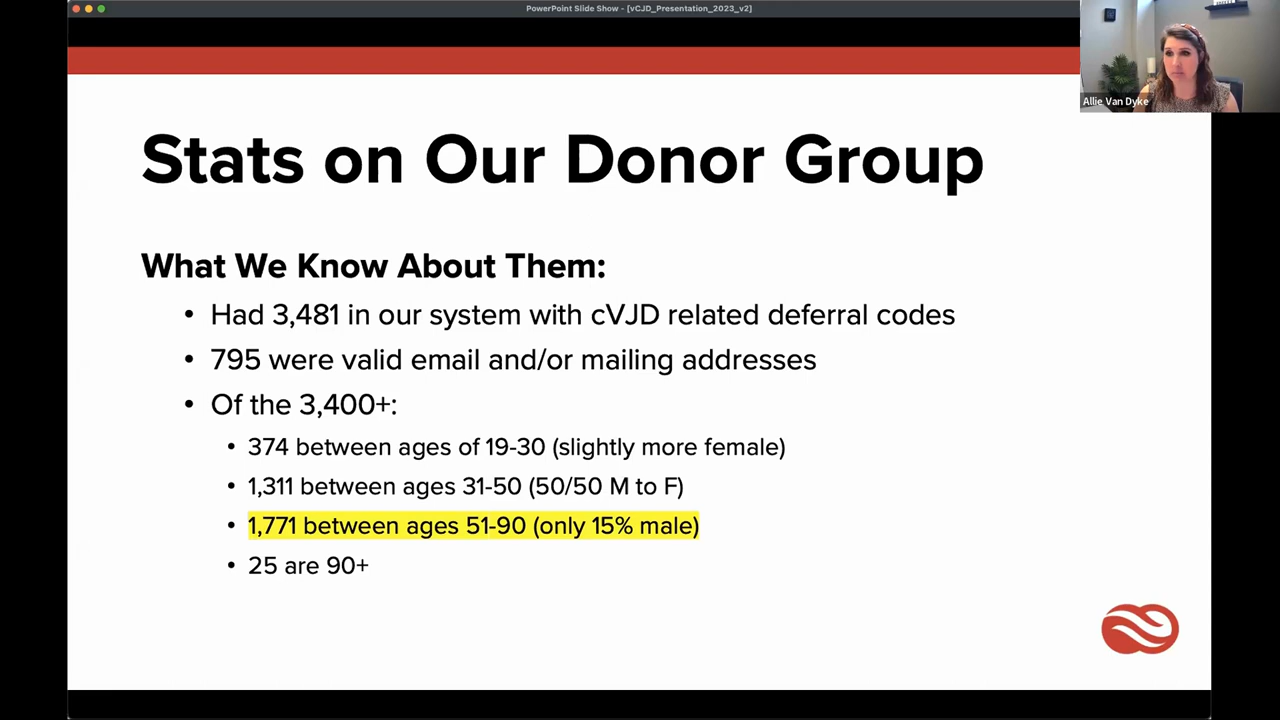 PowerPoint Slide Show - [vCJD_Presentation_2023_v2]
Allie Van Dyke
Stats on Our Donor Group
What We Know About Them:
• Had 3,481 in our system with cVJD related deferral codes
• 795 were valid email and/or mailing addresses
• Of the 3,400+:
• 374 between ages of 19-30 (slightly more female)
• 1,311 between ages 31-50 (50/50 M to F)
• 1,771 between ages 51-90 (only 15% male)
• 25 are 90+